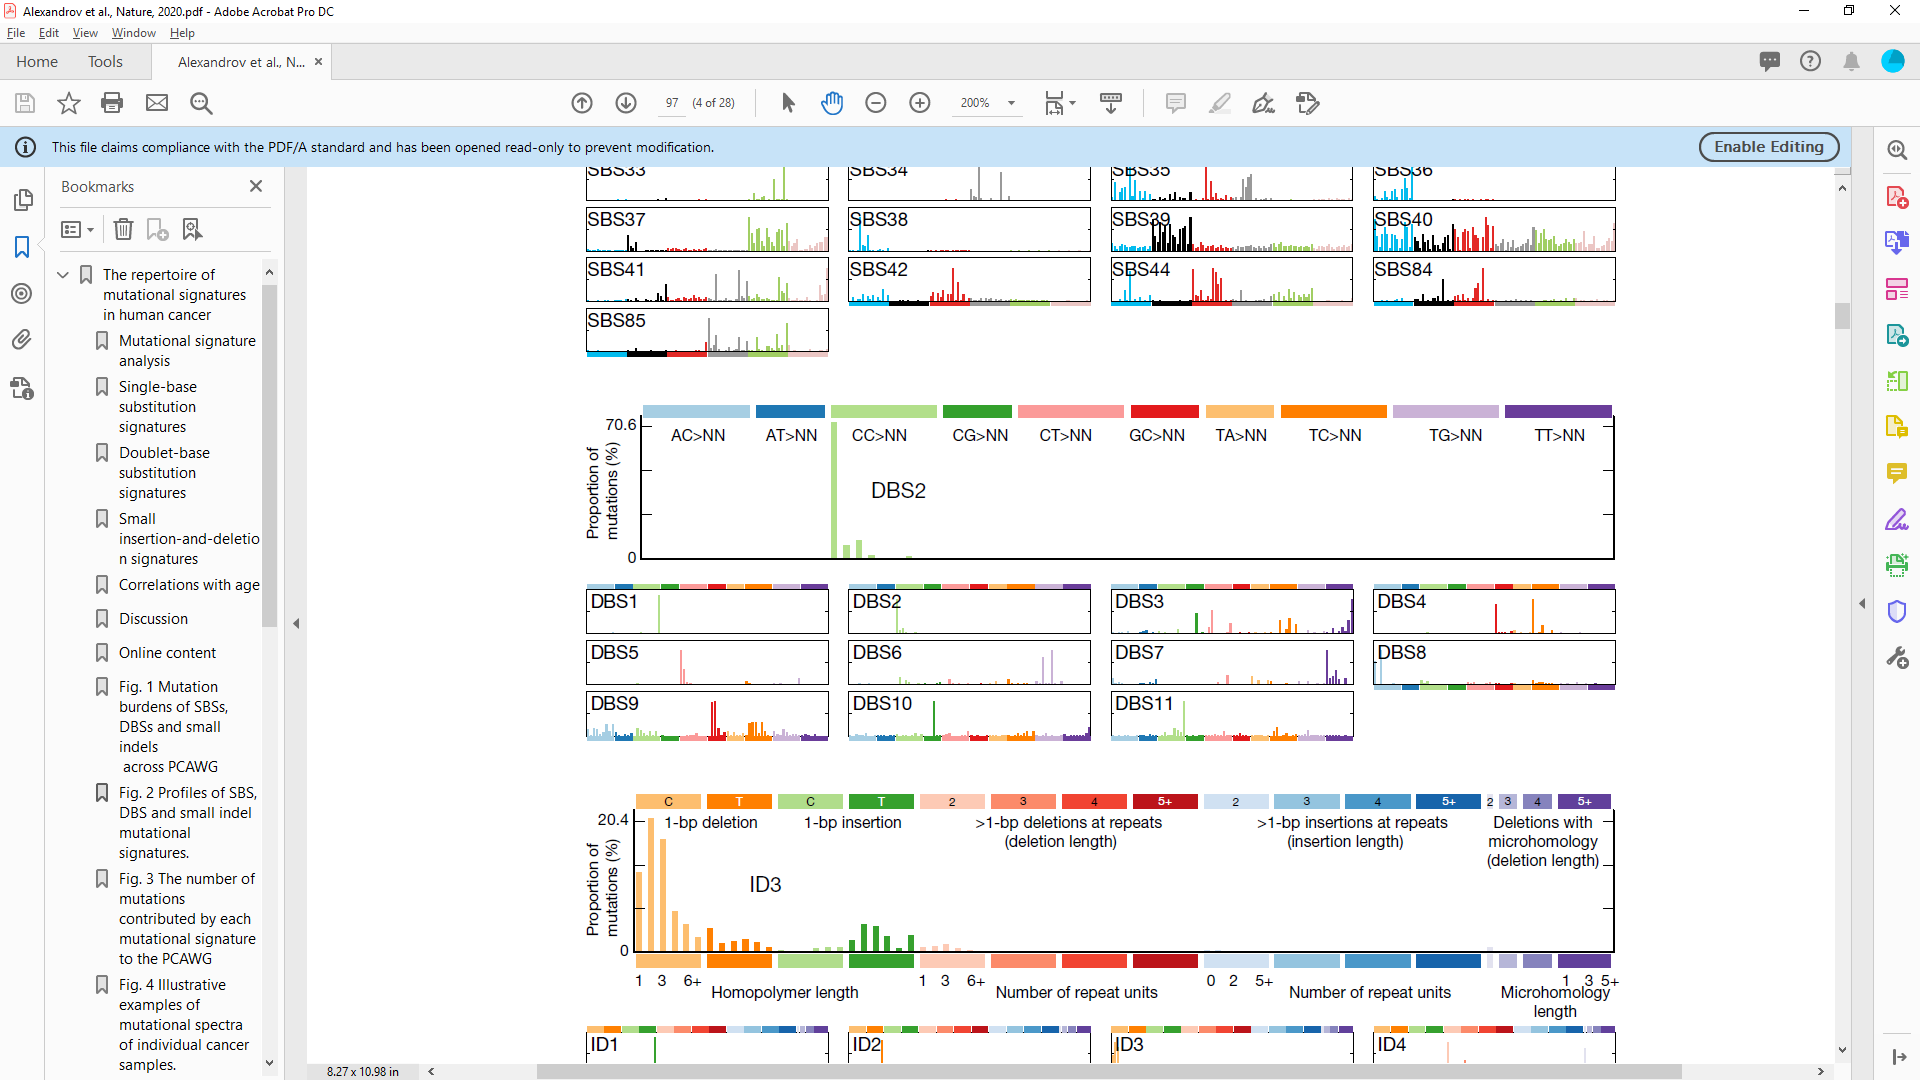 Alexandrov et al., Nature, 2020.pdf - Adobe Acrobat Pro DC
File Edit View Window Help
Home Tools Alexandrov et al., N... ×
97 (4 of 28) 200%
This file claims compliance with the PDF/A standard and has been opened read-only to prevent modification. Enable Editing
Bookmarks
The repertoire of
mutational signatures
in human cancer
Mutational signature
analysis
Single-base
substitution
signatures
Doublet-base
substitution
signatures
Small
insertion-and-deletio
n signatures
Correlations with age
Discussion
Online content
Fig. 1 Mutation
burdens of SBSs,
DBSs and small
indels
across PCAWG
Fig. 2 Profiles of SBS,
DBS and small indel
mutational
signatures.
Fig. 3 The number of
mutations
contributed by each
mutational signature
to the PCAWG
Fig. 4 Illustrative
examples of
mutational spectra
of individual cancer
samples.
SBS33 SBS34 SBS35 SBS36
SBS37 SBS38 SBS39 SBS40
SBS41 SBS42 SBS44 SBS84
SBS85
70.6
AC>NN AT>NN CC>NN CG>NN CT>NN GC>NN TA>NN TC>NN TG>NN TT>NN
Proportion of
mutations (%)
DBS2
0
DBS1 DBS2 DBS3 DBS4
DBS5 DBS6 DBS7 DBS8
DBS9 DBS10 DBS11
C T C T 2 3 4 5+ 2 3 4 5+ 2 3 4 5+
20.4
1-bp deletion 1-bp insertion >1-bp deletions at repeats >1-bp insertions at repeats Deletions with
(deletion length) (insertion length) microhomology
(deletion length)
Proportion of
mutations (%)
ID3
0
1 3 6+ 1 3 6+ 0 2 5+ 1 3 5+
Homopolymer length Number of repeat units Number of repeat units Microhomology
length
ID1 ID2 ID3 ID4
8.27 x 10.98 in